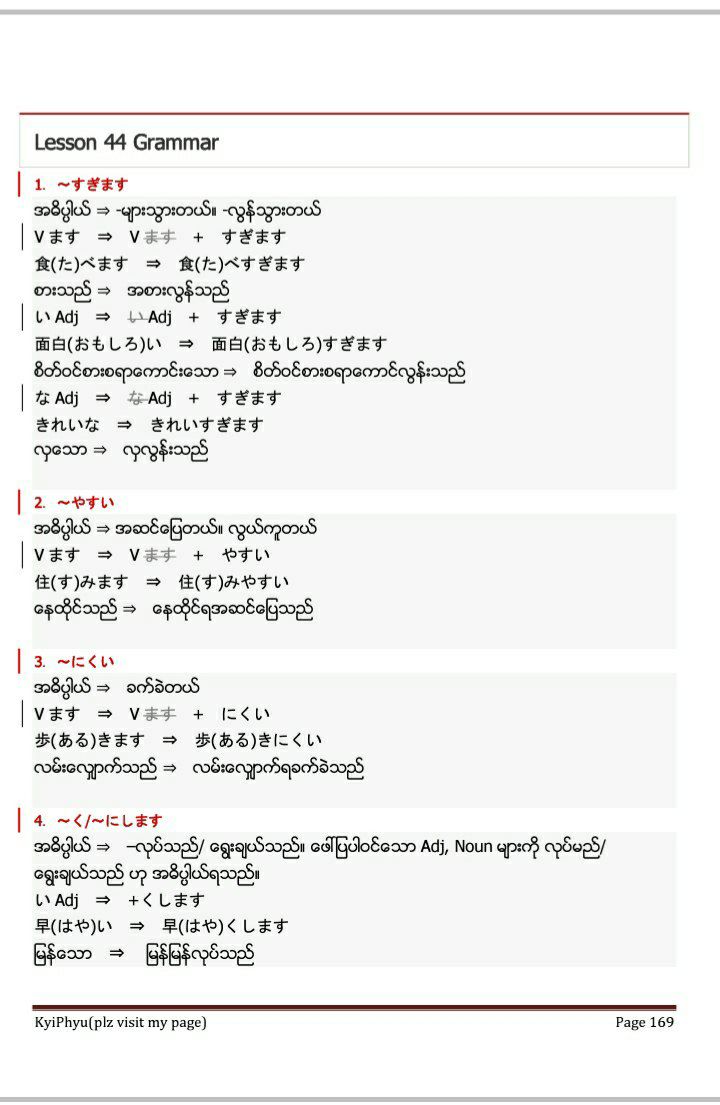 Lesson 44 Grammar
1. ～すぎます
အဓိပ္ပါယ် ⇒ -များသွားတယ်။ -လွန်သွားတယ်
V ます ⇒ V ます + すぎます
食(た)べます ⇒ 食(た)べすぎます
စားသည် ⇒ အစားလွန်သည်
い Adj ⇒ い Adj + すぎます
面白(おもしろ)い ⇒ 面白(おもしろ)すぎます
စိတ်ဝင်စားစရာကောင်းသော ⇒ စိတ်ဝင်စားစရာကောင်လွန်းသည်
な Adj ⇒ な Adj + すぎます
きれいな ⇒ きれいすぎます
လှသော ⇒ လှလွန်းသည်
2. ～やすい
အဓိပ္ပါယ် ⇒ အဆင်ပြေတယ်။ လွယ်ကူတယ်
V ます ⇒ V ます + やすい
住(す)みます ⇒ 住(す)みやすい
နေထိုင်သည် ⇒ နေထိုင်ရအဆင်ပြေသည်
3. ～にくい
အဓိပ္ပါယ် ⇒ ခက်ခဲတယ်
V ます ⇒ V ます + にくい
歩(ある)きます ⇒ 歩(ある)きにくい
လမ်းလျှောက်သည် ⇒ လမ်းလျှောက်ရခက်ခဲသည်
4. ～く/～にします
အဓိပ္ပါယ် ⇒ –လုပ်သည်/ ရွေးချယ်သည်။ ဖေါ်ပြပါဝင်သော Adj, Noun များကို လုပ်မည်/
ရွေးချယ်သည် ဟု အဓိပ္ပါယ်ရသည်။
い Adj ⇒ +くします
早(はや)い ⇒ 早(はや)くします
မြန်သော ⇒ မြန်မြန်လုပ်သည်
KyiPhyu(plz visit my page) Page 169